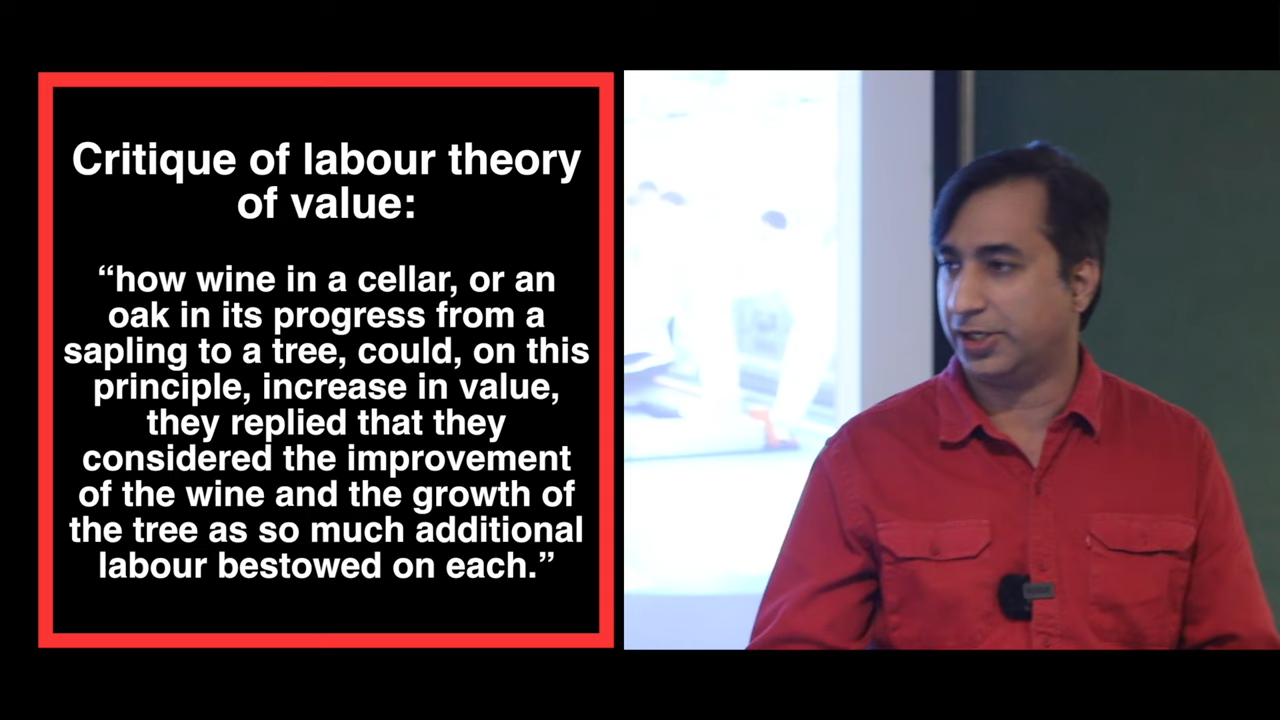 Critique of labour theory
of value:
“how wine in a cellar, or an
oak in its progress from a
sapling to a tree, could, on this
principle, increase in value,
they replied that they
considered the improvement
of the wine and the growth of
the tree as so much additional
labour bestowed on each.”